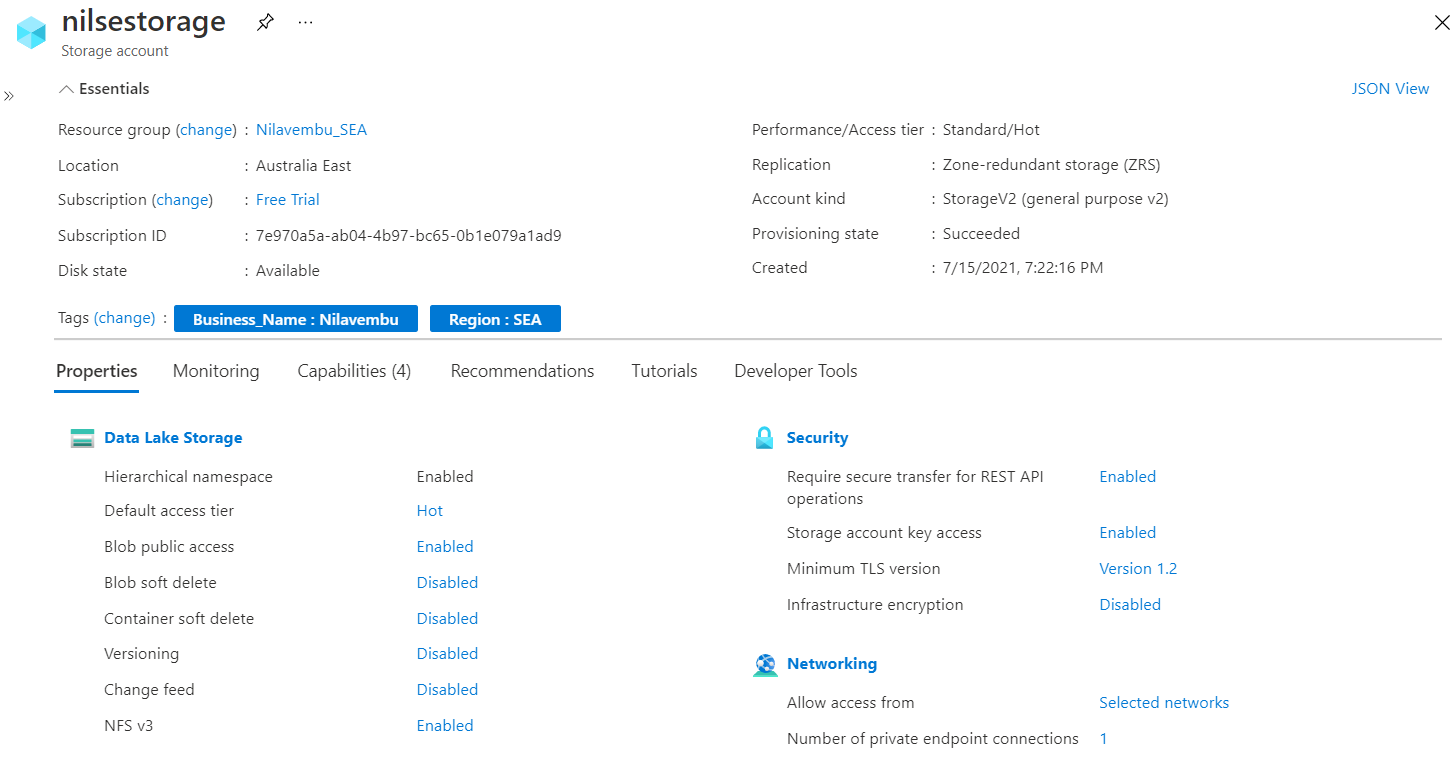 nilsestorage
Storage account
Essentials
JSON View
Resource group (change) : Nilavembu_SEA
Location : Australia East
Subscription (change) : Free Trial
Subscription ID : 7e970a5a-ab04-4b97-bc65-0b1e079a1ad9
Disk state : Available
Performance/Access tier : Standard/Hot
Replication : Zone-redundant storage (ZRS)
Account kind : StorageV2 (general purpose v2)
Provisioning state : Succeeded
Created : 7/15/2021, 7:22:16 PM
Tags (change) : Business_Name : Nilavembu Region : SEA
Properties Monitoring Capabilities (4) Recommendations Tutorials Developer Tools
Data Lake Storage
Hierarchical namespace Enabled
Default access tier Hot
Blob public access Enabled
Blob soft delete Disabled
Container soft delete Disabled
Versioning Disabled
Change feed Disabled
NFS v3 Enabled
Security
Require secure transfer for REST API Enabled
operations
Storage account key access Enabled
Minimum TLS version Version 1.2
Infrastructure encryption Disabled
Networking
Allow access from Selected networks
Number of private endpoint connections 1